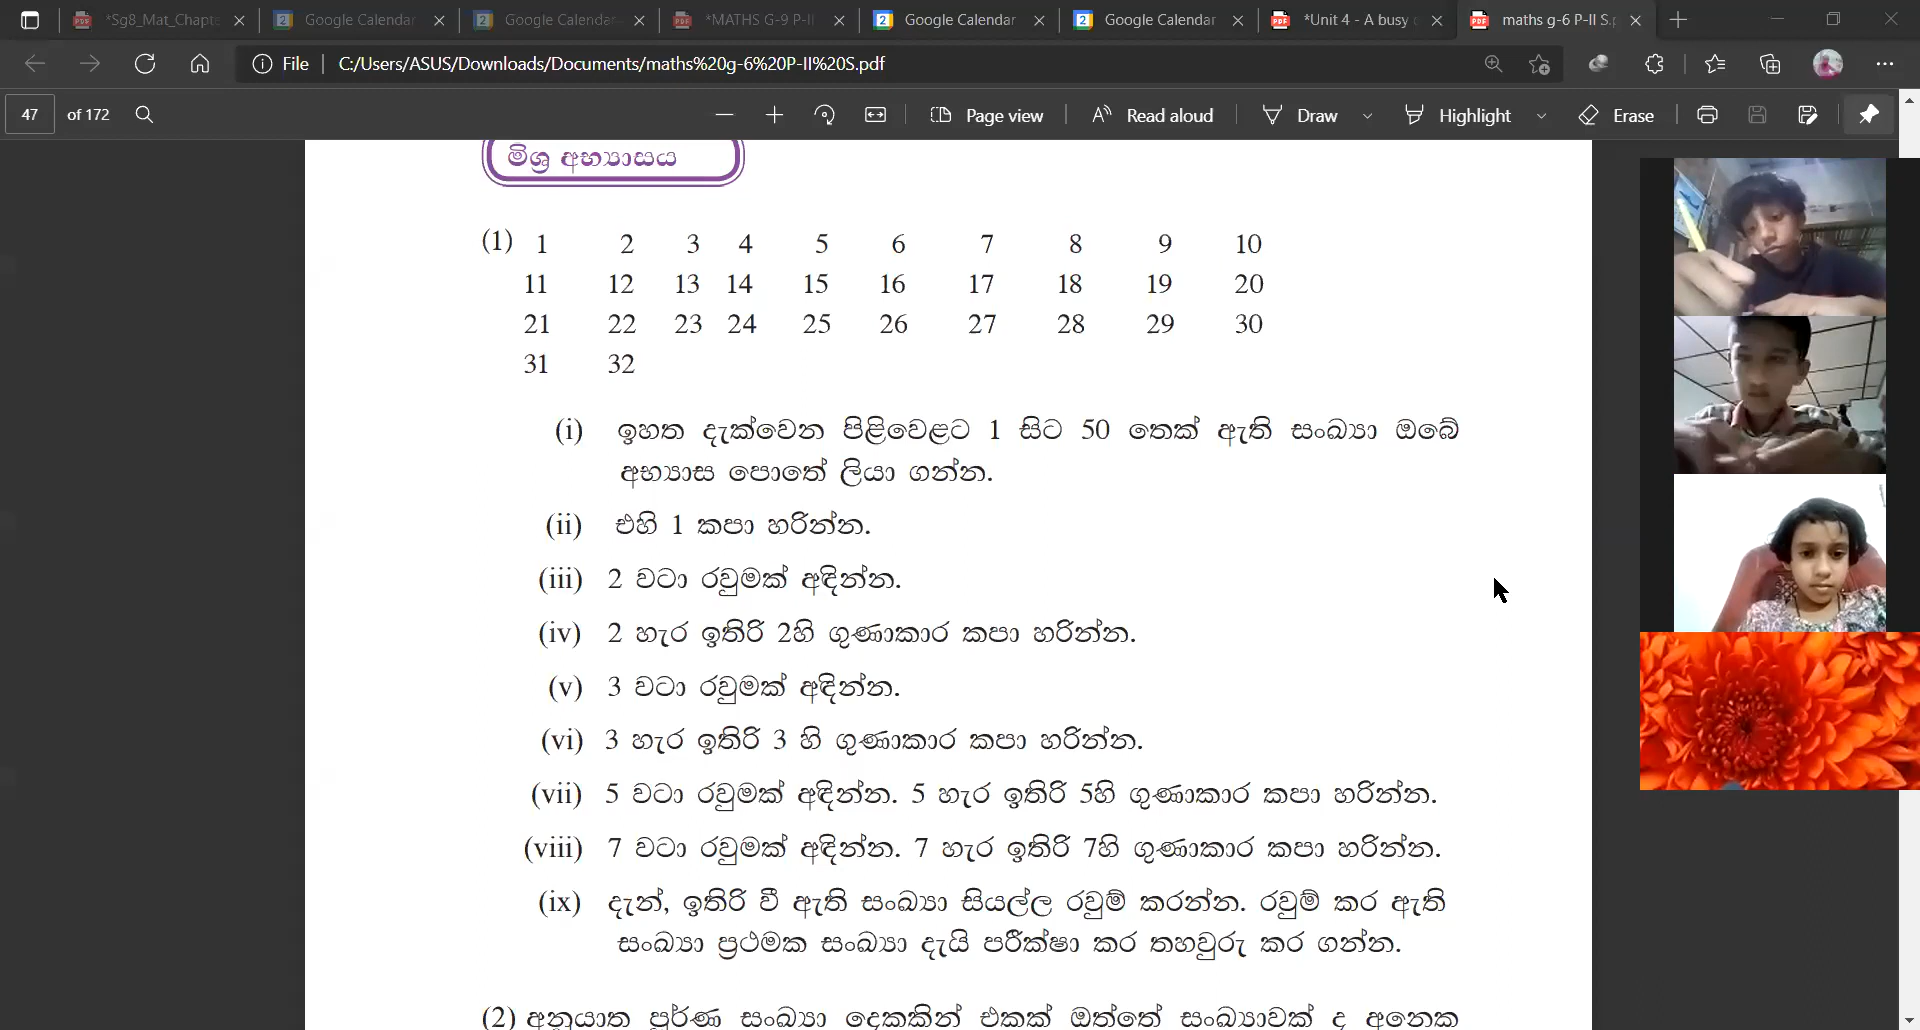 *Sg8_Mat_Chapte
Google Calendar
Google Calendar
*MATHS G-9 P-II
Google Calendar
Google Calendar
*Unit 4 - A busy
maths g-6 P-II S.p
File
C:/Users/ASUS/Downloads/Documents/maths%20g-6%20P-II%20S.pdf
47 of 172
Page view
Read aloud
Draw
Highlight
Erase
මිශ්‍ර අභ්‍යාසය
(1) 1 2 3 4 5 6 7 8 9 10
11 12 13 14 15 16 17 18 19 20
21 22 23 24 25 26 27 28 29 30
31 32
(i) ඉහත දැක්වෙන පිළිවෙළට 1 සිට 50 තෙක් ඇති සංඛ්‍යා ඔබේ
අභ්‍යාස පොතේ ලියා ගන්න.
(ii) එහි 1 කපා හරින්න.
(iii) 2 වටා රවුමක් අඳින්න.
(iv) 2 හැර ඉතිරි 2හි ගුණාකාර කපා හරින්න.
(v) 3 වටා රවුමක් අඳින්න.
(vi) 3 හැර ඉතිරි 3 හි ගුණාකාර කපා හරින්න.
(vii) 5 වටා රවුමක් අඳින්න. 5 හැර ඉතිරි 5හි ගුණාකාර කපා හරින්න.
(viii) 7 වටා රවුමක් අඳින්න. 7 හැර ඉතිරි 7හි ගුණාකාර කපා හරින්න.
(ix) දැන්, ඉතිරි වී ඇති සංඛ්‍යා සියල්ල රවුම් කරන්න. රවුම් කර ඇති
සංඛ්‍යා ප්‍රථමක සංඛ්‍යා දැයි පරීක්ෂා කර තහවුරු කර ගන්න.
(2) අනුයාත පූර්ණ සංඛ්‍යා දෙකකින් එකක් ඔත්තේ සංඛ්‍යාවක් ද අනෙක